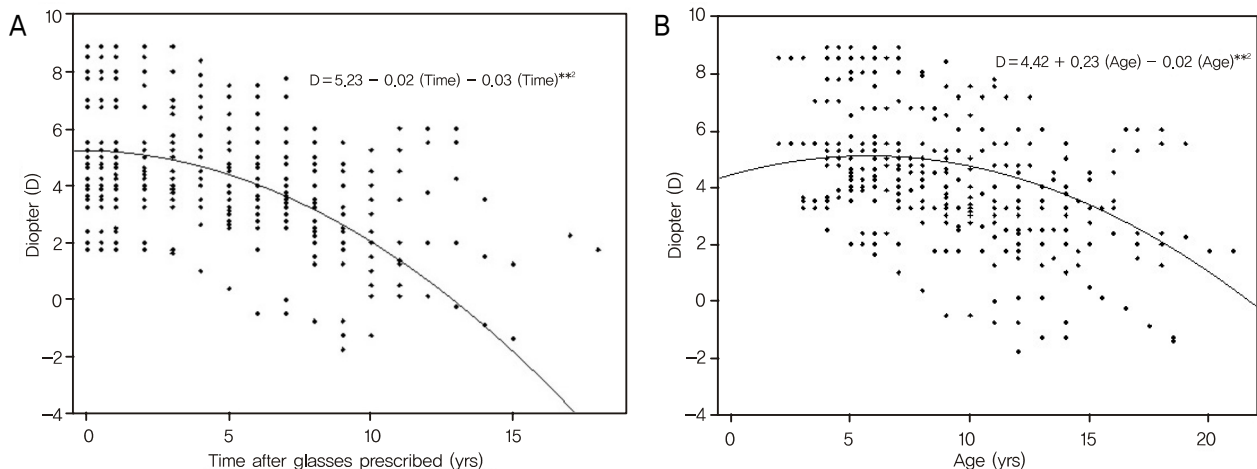 A
10
8
6
4
2
0
−2
−4
Diopter (D)
D=5.23 − 0.02 (Time) − 0.03 (Time)**²
0 5 10 15
Time after glasses prescribed (yrs)
B
10
8
6
4
2
0
−2
−4
Diopter (D)
D=4.42 + 0.23 (Age) − 0.02 (Age)**²
0 5 10 15 20
Age (yrs)